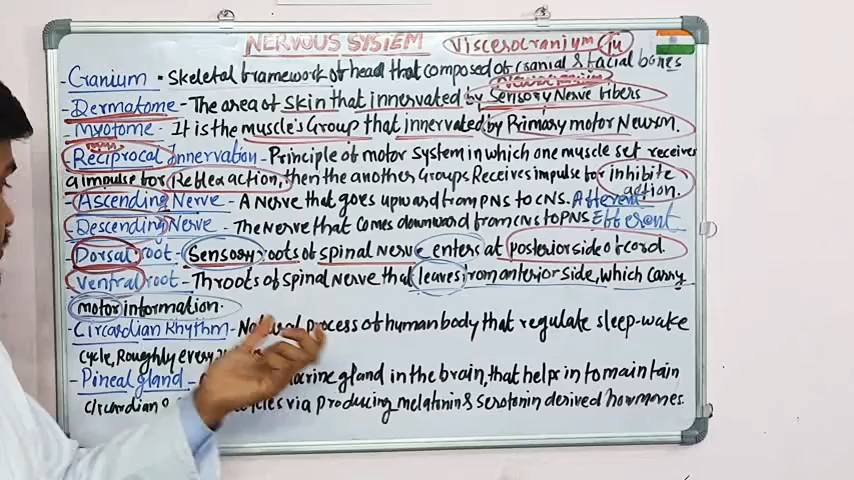 NERVOUS SYSTEM Viscerocranium
- Cranium - Skeletal framework of head that composed of cranial & facial bones
Neurocranium
- Dermatome - The area of skin that innervated by Sensory Nerve Fibers
- Myotome - It is the muscle's Group that innervated by Primary motor Neuron.
- Reciprocal Innervation - Principle of motor System in which one muscle set receives
a impulse for Reflex action, then the another Groups Receives impulse for inhibite
action.
- Ascending Nerve - A Nerve that goes upward from PNS to CNS. Afferent
- Descending Nerve - The Nerve that comes downward from CNS to PNS Efferent
- Dorsal root - Sensory roots of spinal nerve enters at posterior side of cord.
- Ventral root - Th roots of spinal Nerve that leaves from anterior side, which carry
motor information.
- Circardian Rhythm - process of human body that regulate sleep-wake
cycle, Roughly every
- Pineal gland - gland in the brain, that helps in to maintain
circardian via producing melatnin & serotonin derived hormones.